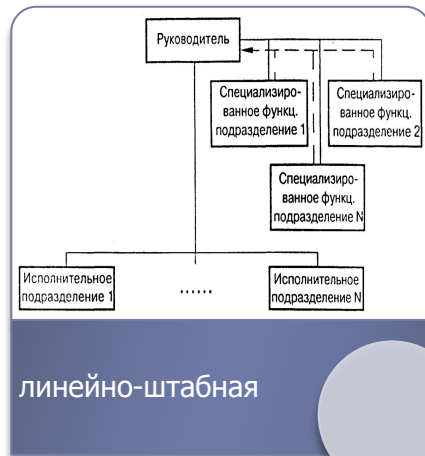 Руководитель
Специализиро-
ванное функц.
подразделение 1
Специализиро-
ванное функц.
подразделение 2
Специализиро-
ванное функц.
подразделение N
Исполнительное
подразделение 1
......
Исполнительное
подразделение N
линейно-штабная